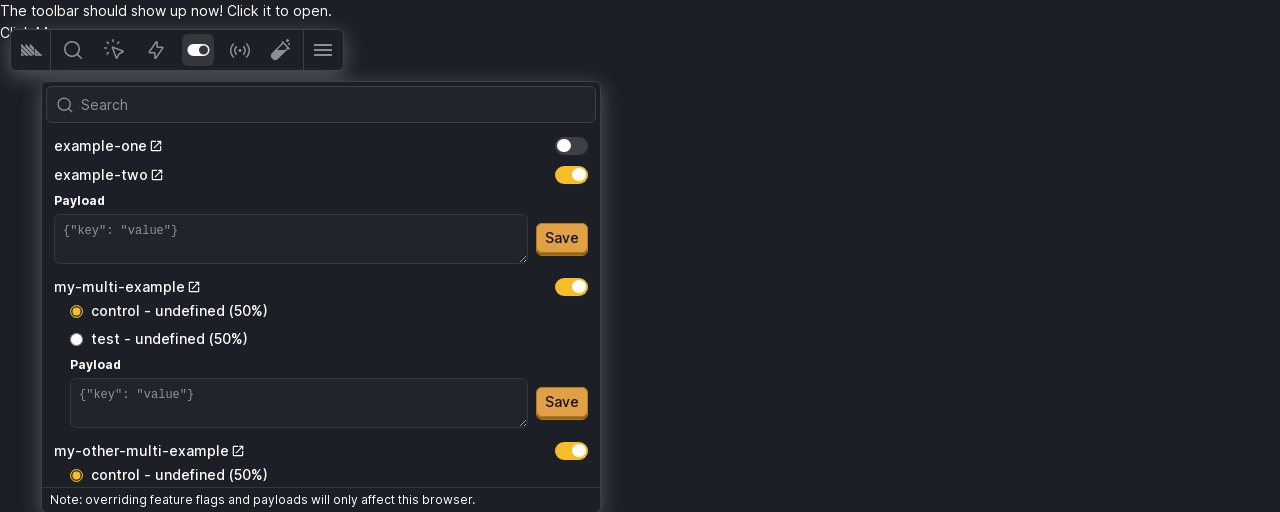 The toolbar should show up now! Click it to open.
Search
example-one
example-two
Payload
{"key": "value"}
Save
my-multi-example
control - undefined (50%)
test - undefined (50%)
Payload
{"key": "value"}
Save
my-other-multi-example
control - undefined (50%)
Note: overriding feature flags and payloads will only affect this browser.